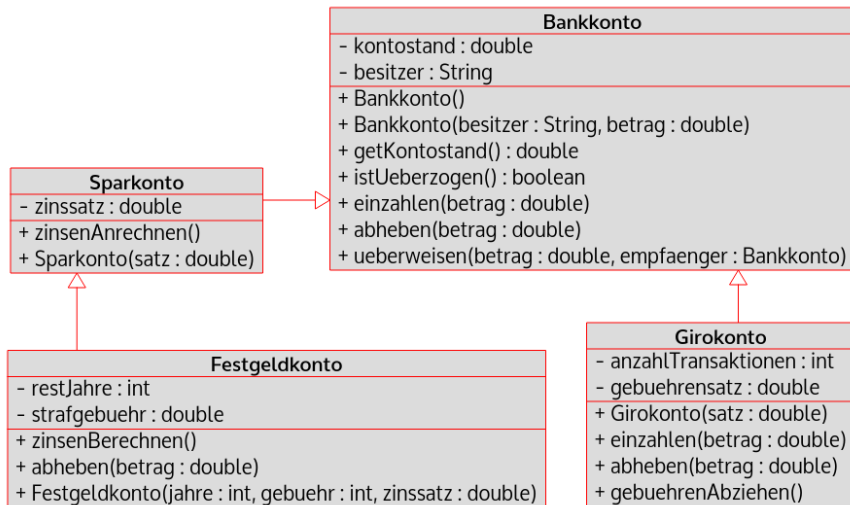 Bankkonto
- kontostand : double
- besitzer : String
+ Bankkonto()
+ Bankkonto(besitzer : String, betrag : double)
+ getKontostand() : double
+ istUeberzogen() : boolean
+ einzahlen(betrag : double)
+ abheben(betrag : double)
+ ueberweisen(betrag : double, empfaenger : Bankkonto)
Sparkonto
- zinssatz : double
+ zinsenAnrechnen()
+ Sparkonto(satz : double)
Festgeldkonto
- restJahre : int
- strafgebuehr : double
+ zinsenBerechnen()
+ abheben(betrag : double)
+ Festgeldkonto(jahre : int, gebuehr : int, zinssatz : double)
Girokonto
- anzahlTransaktionen : int
- gebuehrensatz : double
+ Girokonto(satz : double)
+ einzahlen(betrag : double)
+ abheben(betrag : double)
+ gebuehrenAbziehen()